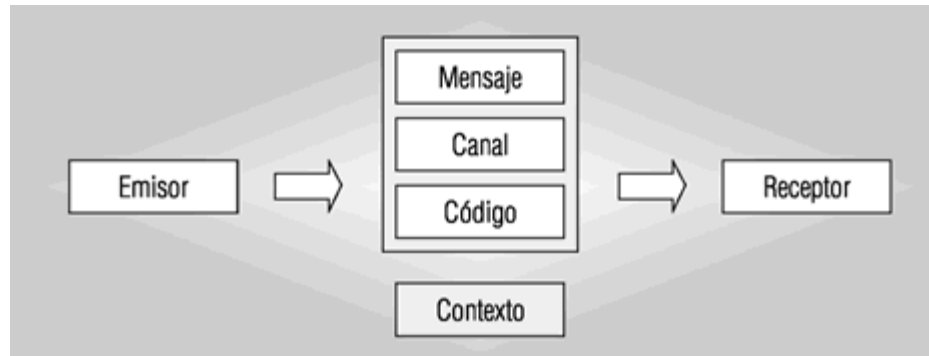 Mensaje
Canal
Emisor
Receptor
Código
Contexto